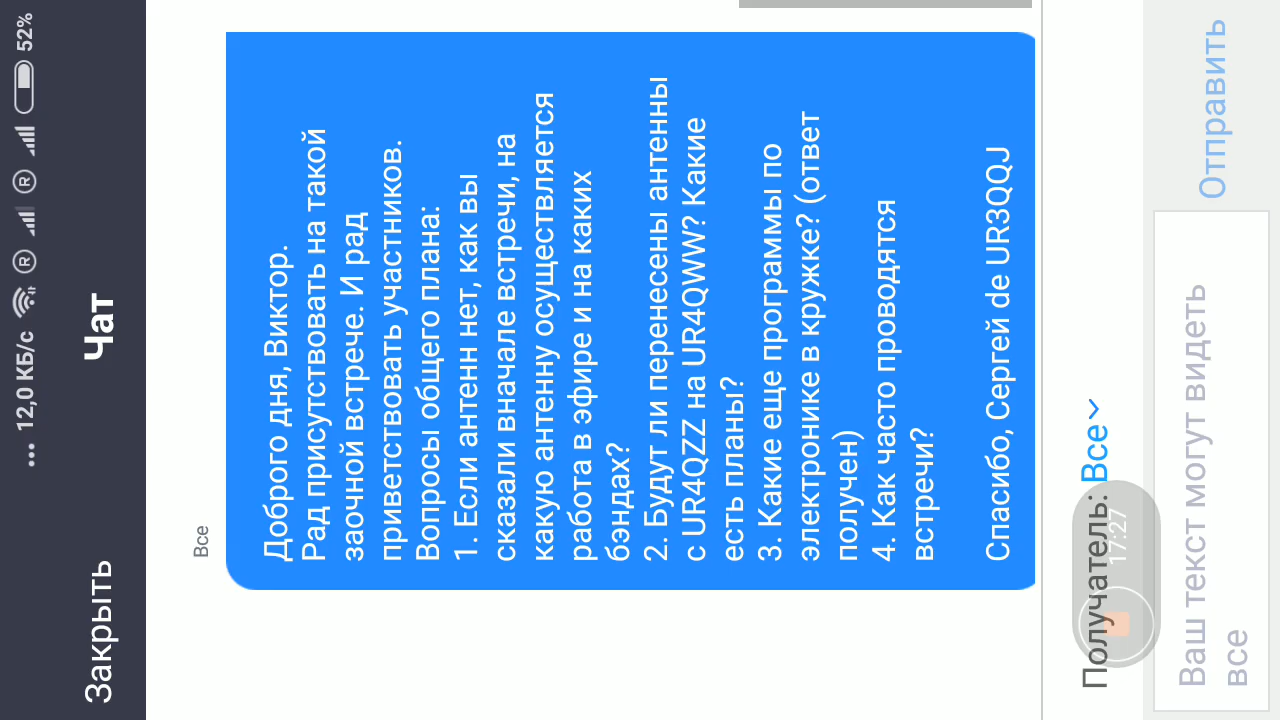 ... 12,0 КБ/с R R 52%
Закрыть Чат
Все
Доброго дня, Виктор.
Рад присутствовать на такой
заочной встрече. И рад
приветствовать участников.
Вопросы общего плана:
1. Если антенн нет, как вы
сказали вначале встречи, на
какую антенну осуществляется
работа в эфире и на каких
бэндах?
2. Будут ли перенесены антенны
с UR4QZZ на UR4QWW? Какие
есть планы?
3. Какие еще программы по
электронике в кружке? (ответ
получен)
4. Как часто проводятся
встречи?
Спасибо, Сергей de UR3QQJ
Получатель: Все
17:27
Ваш текст могут видеть
все
Отправить